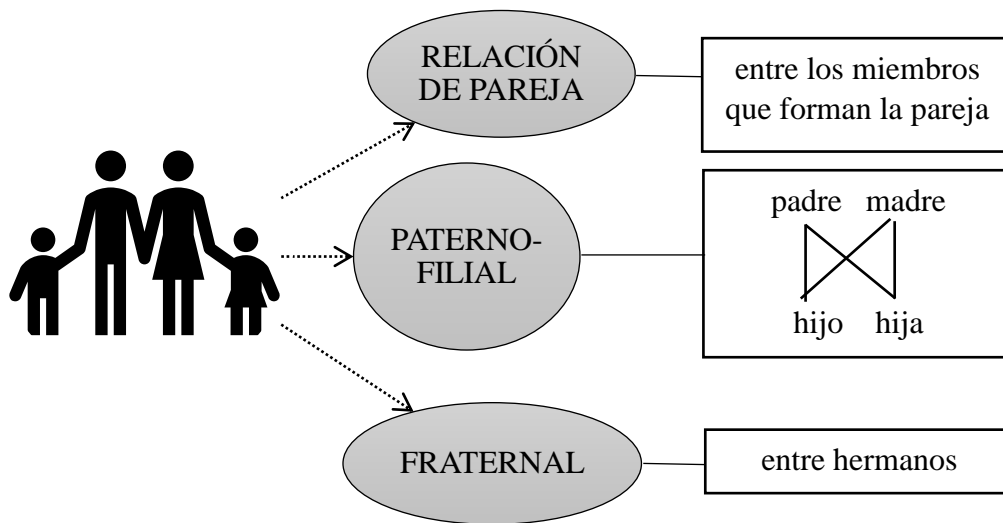 RELACIÓN
DE PAREJA
entre los miembros
que forman la pareja
PATERNO-
FILIAL
padre madre
hijo hija
FRATERNAL
entre hermanos